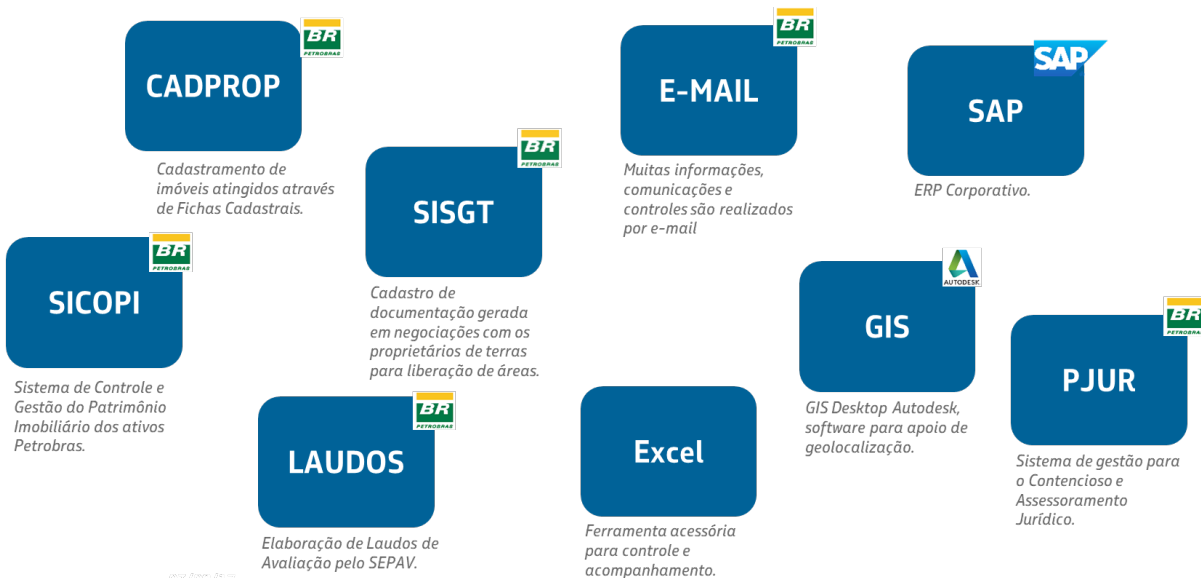 BR
PETROBRAS
CADPROP
Cadastramento de
imóveis atingidos através
de Fichas Cadastrais.
BR
PETROBRAS
SISGT
Cadastro de
documentação gerada
em negociações com os
proprietários de terras
para liberação de áreas.
BR
PETROBRAS
E-MAIL
Muitas informações,
comunicações e
controles são realizados
por e-mail
SAP
SAP
ERP Corporativo.
BR
PETROBRAS
SICOPI
Sistema de Controle e
Gestão do Patrimônio
Imobiliário dos ativos
Petrobras.
BR
PETROBRAS
LAUDOS
Elaboração de Laudos de
Avaliação pelo SEPAV.
Excel
Ferramenta acessória
para controle e
acompanhamento.
AUTODESK
GIS
GIS Desktop Autodesk,
software para apoio de
geolocalização.
BR
PETROBRAS
PJUR
Sistema de gestão para
o Contencioso e
Assessoramento
Jurídico.